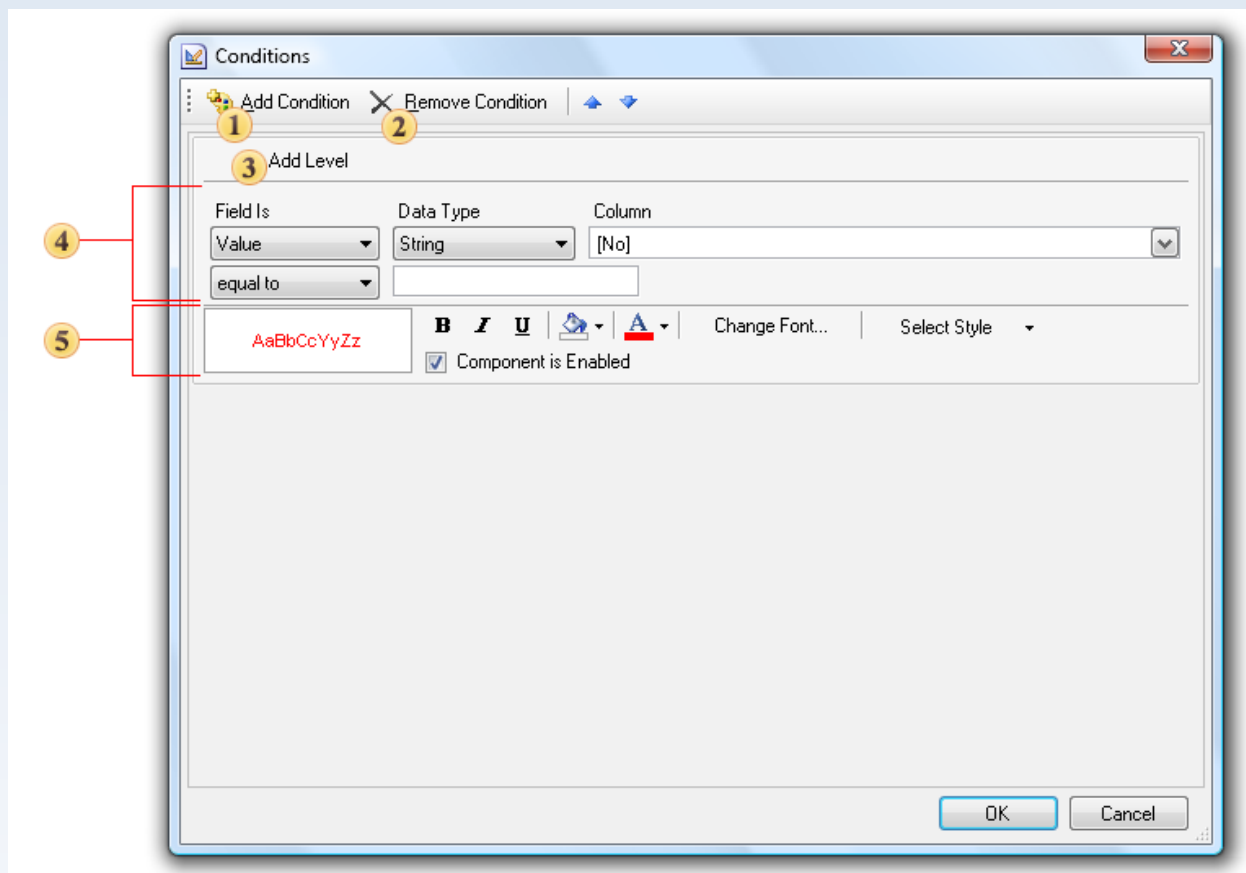 Conditions
Add Condition Remove Condition
1 2
3 Add Level
Field Is Data Type Column
4
Value String [No]
equal to
B I U A Change Font... Select Style
5 AaBbCcYyZz
Component is Enabled
OK Cancel